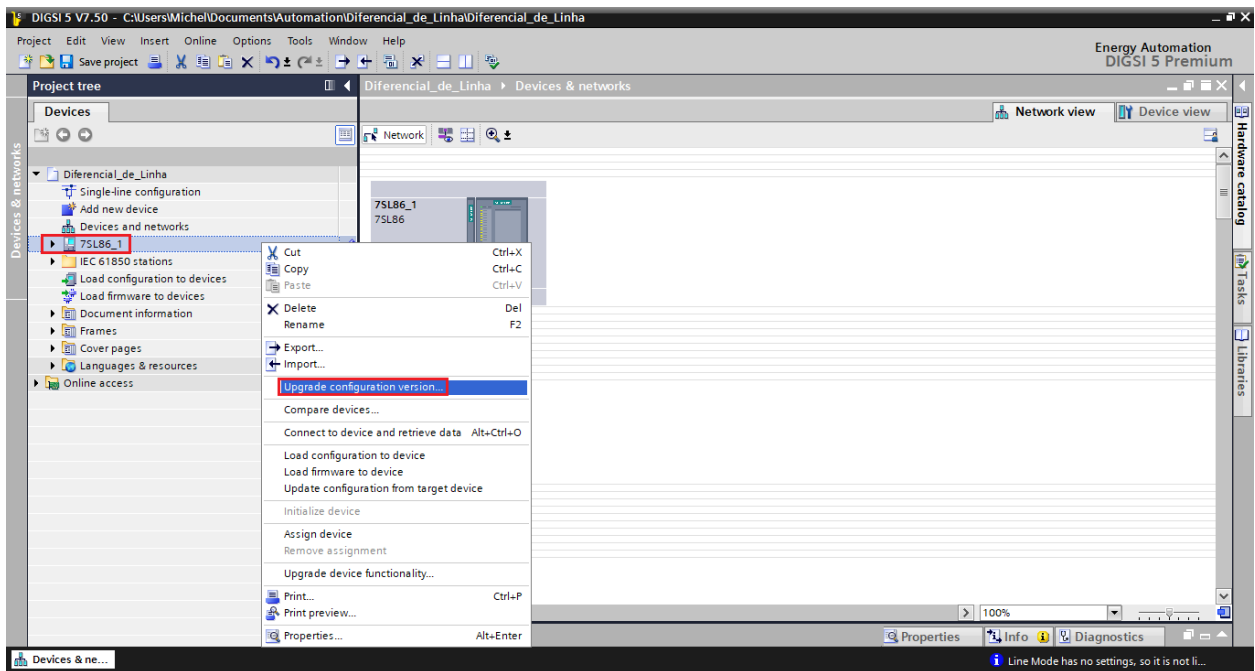 DIGSI 5 V7.50 - C:\Users\Michel\Documents\Automation\Diferencial_de_Linha\Diferencial_de_Linha
Project Edit View Insert Online Options Tools Window Help
Energy Automation
DIGSI 5 Premium
Save project
Project tree
Diferencial_de_Linha Devices & networks
Devices
Network view Device view
Network
Devices & networks
Diferencial_de_Linha
Single-line configuration
Add new device
Devices and networks
7SL86_1
IEC 61850 stations
Load configuration to devices
Load firmware to devices
Document information
Frames
Cover pages
Languages & resources
Online access
7SL86_1
7SL86
Cut Ctrl+X
Copy Ctrl+C
Paste Ctrl+V
Delete Del
Rename F2
Export...
Import...
Upgrade configuration version...
Compare devices...
Connect to device and retrieve data Alt+Ctrl+O
Load configuration to device
Load firmware to device
Update configuration from target device
Initialize device
Assign device
Remove assignment
Upgrade device functionality...
Print... Ctrl+P
Print preview...
Properties... Alt+Enter
Hardware catalog
Tasks
Libraries
100%
Properties Info Diagnostics
Devices & ne...
Line Mode has no settings, so it is not li...